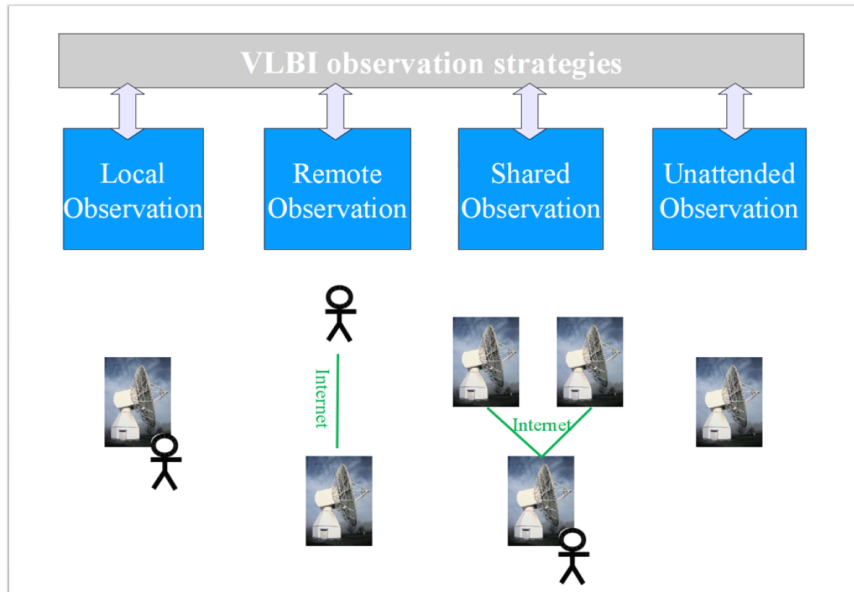 VLBI observation strategies
Local
Observation
Remote
Observation
Shared
Observation
Unattended
Observation
Internet
Internet